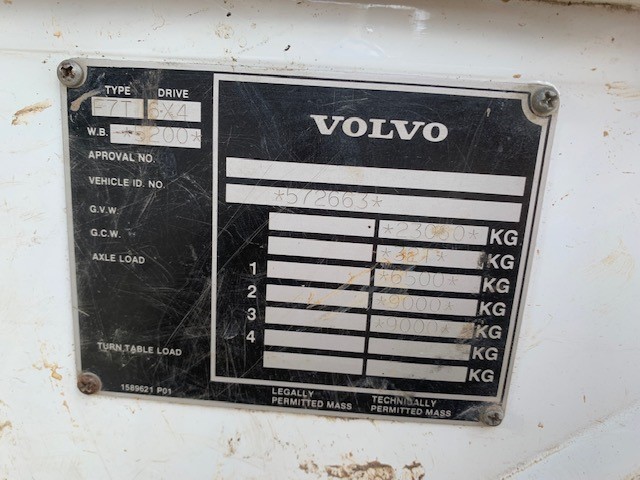 TYPE DRIVE
6X4
W.B. 200*
VOLVO
APROVAL NO.
VEHICLE ID. NO. *572663*
G.V.W. KG
G.C.W. KG
AXLE LOAD 1 *6500* KG
2 *9000* KG
3 *9000* KG
4 KG
TURN TABLE LOAD KG
1589621 P01
LEGALLY PERMITTED MASS
TECHNICALLY PERMITTED MASS